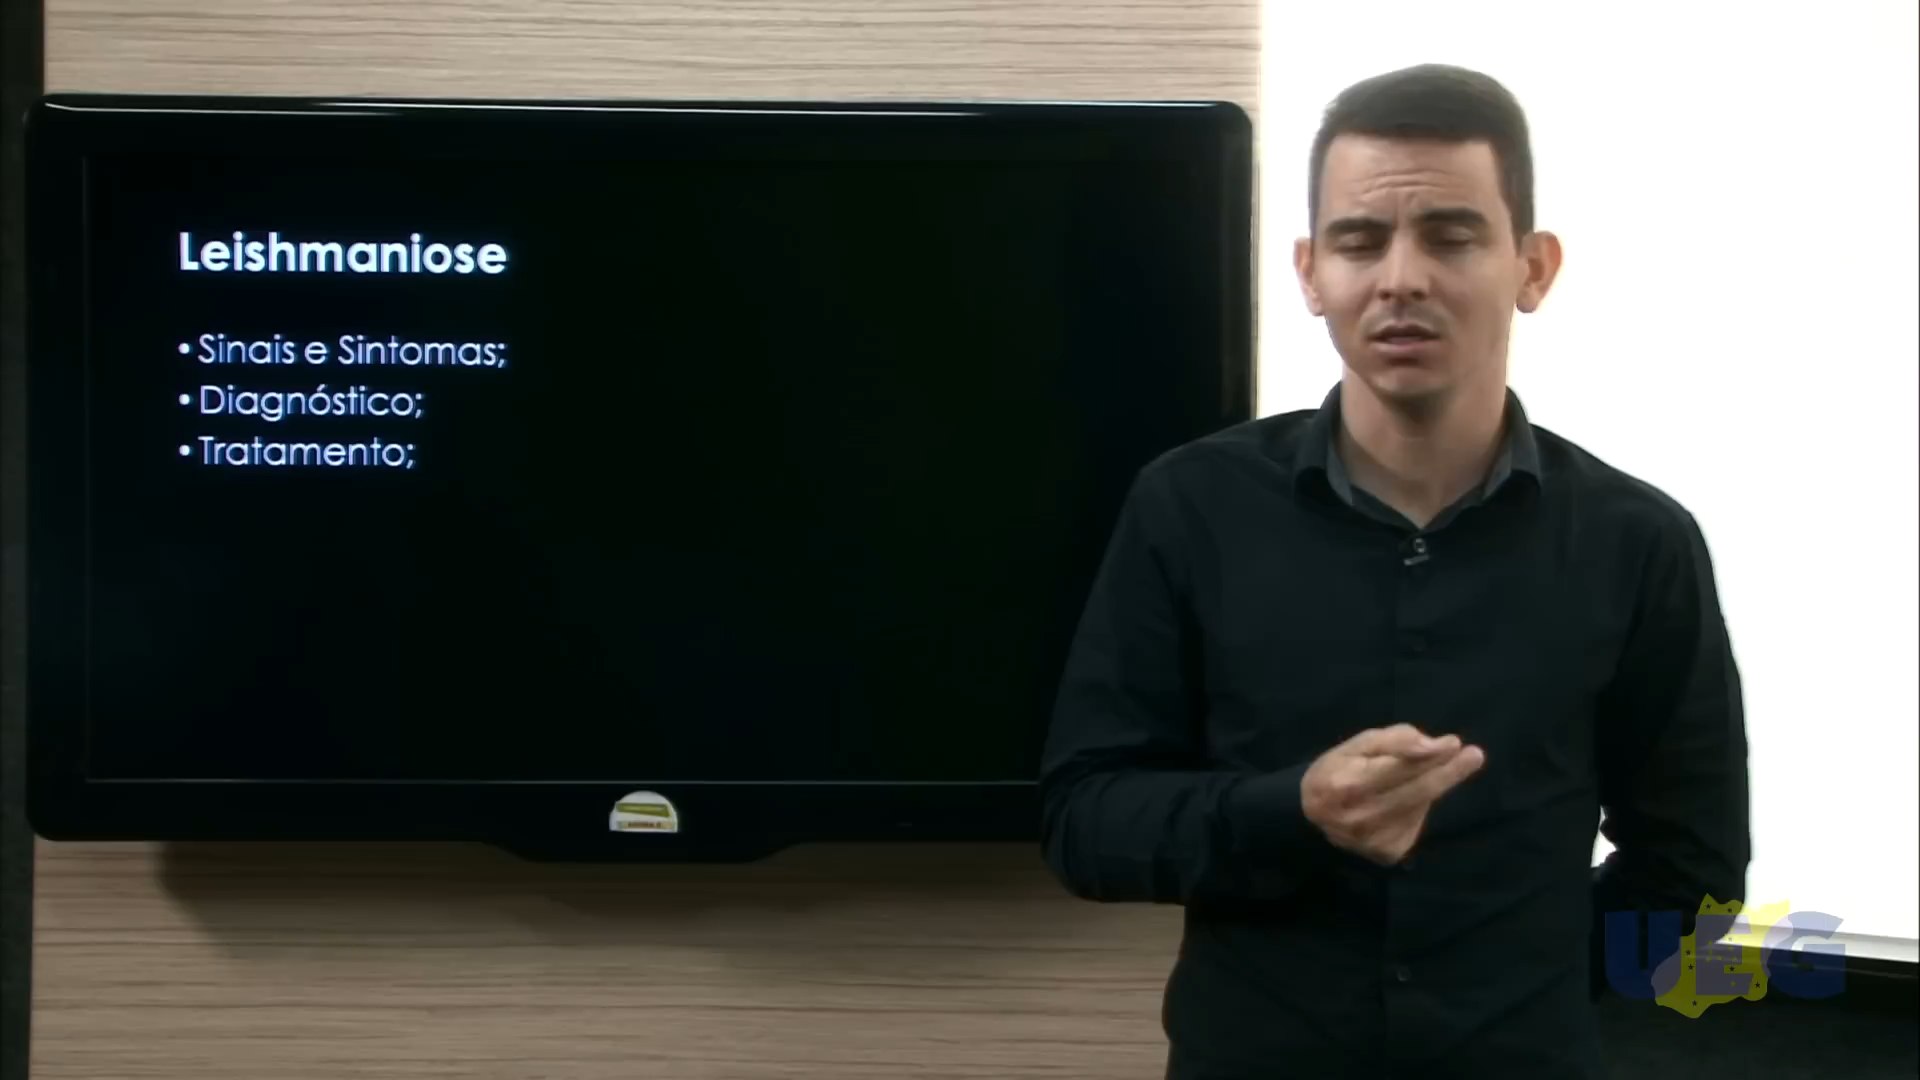 Leishmaniose
• Sinais e Sintomas;
• Diagnóstico;
• Tratamento;
UEG